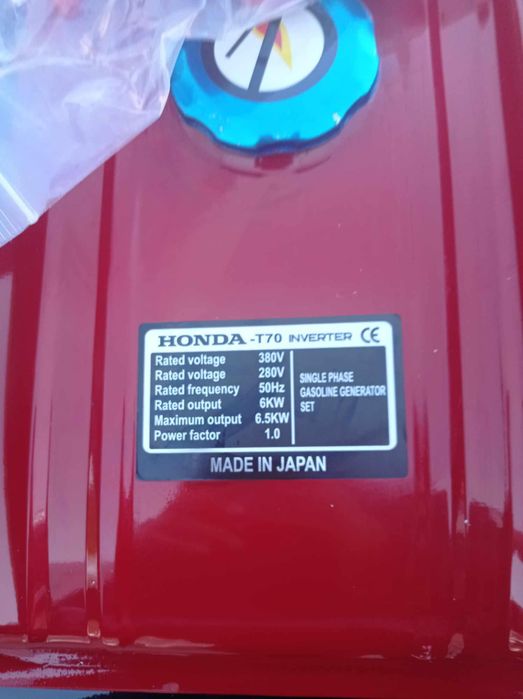 HONDA -T70 INVERTER CE
Rated voltage 380V
Rated voltage 280V
Rated frequency 50Hz
Rated output 6KW
Maximum output 6.5KW
Power factor 1.0
SINGLE PHASE
GASOLINE GENERATOR
SET
MADE IN JAPAN